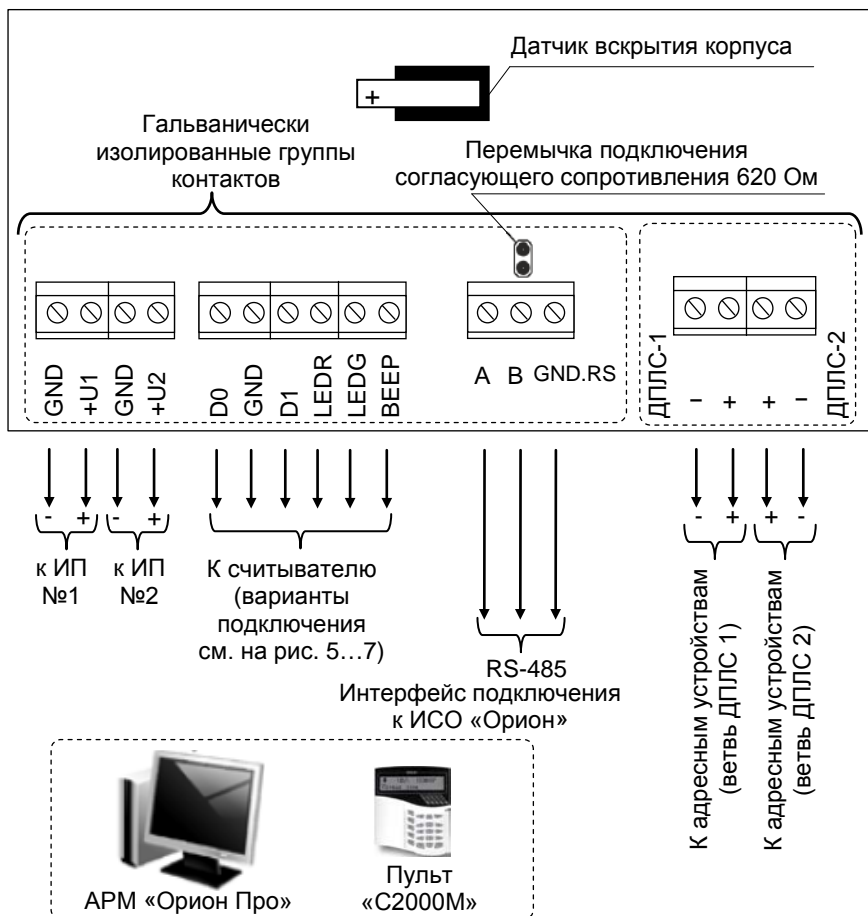 Датчик вскрытия корпуса
+
Гальванически
изолированные группы
контактов
Перемычка подключения
согласующего сопротивления 620 Ом
GND
+U1
GND
+U2
D0
GND
D1
LEDR
LEDG
BEEP
A B GND.RS
ДПЛС-1
− + + −
ДПЛС-2
- + - +
к ИП
№1
к ИП
№2
К считывателю
(варианты
подключения
см. на рис. 5…7)
RS-485
Интерфейс подключения
к ИСО «Орион»
- + + -
К адресным устройствам
(ветвь ДПЛС 1)
К адресным устройствам
(ветвь ДПЛС 2)
АРМ «Орион Про»
Пульт
«С2000М»